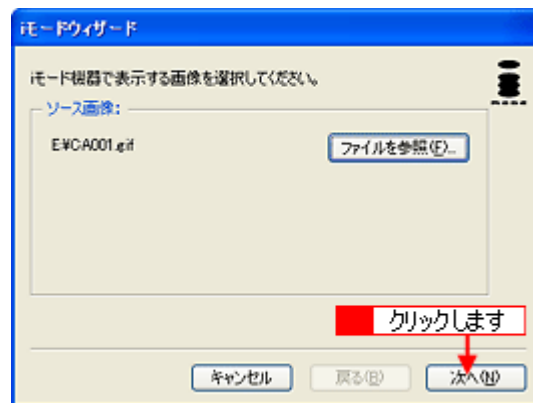 iモードウィザード
iモード機器で表示する画像を選択してください。
ソース画像:
E¥CA001.gif
ファイルを参照(F)...
クリックします
キャンセル
戻る(B)
次へ(N)